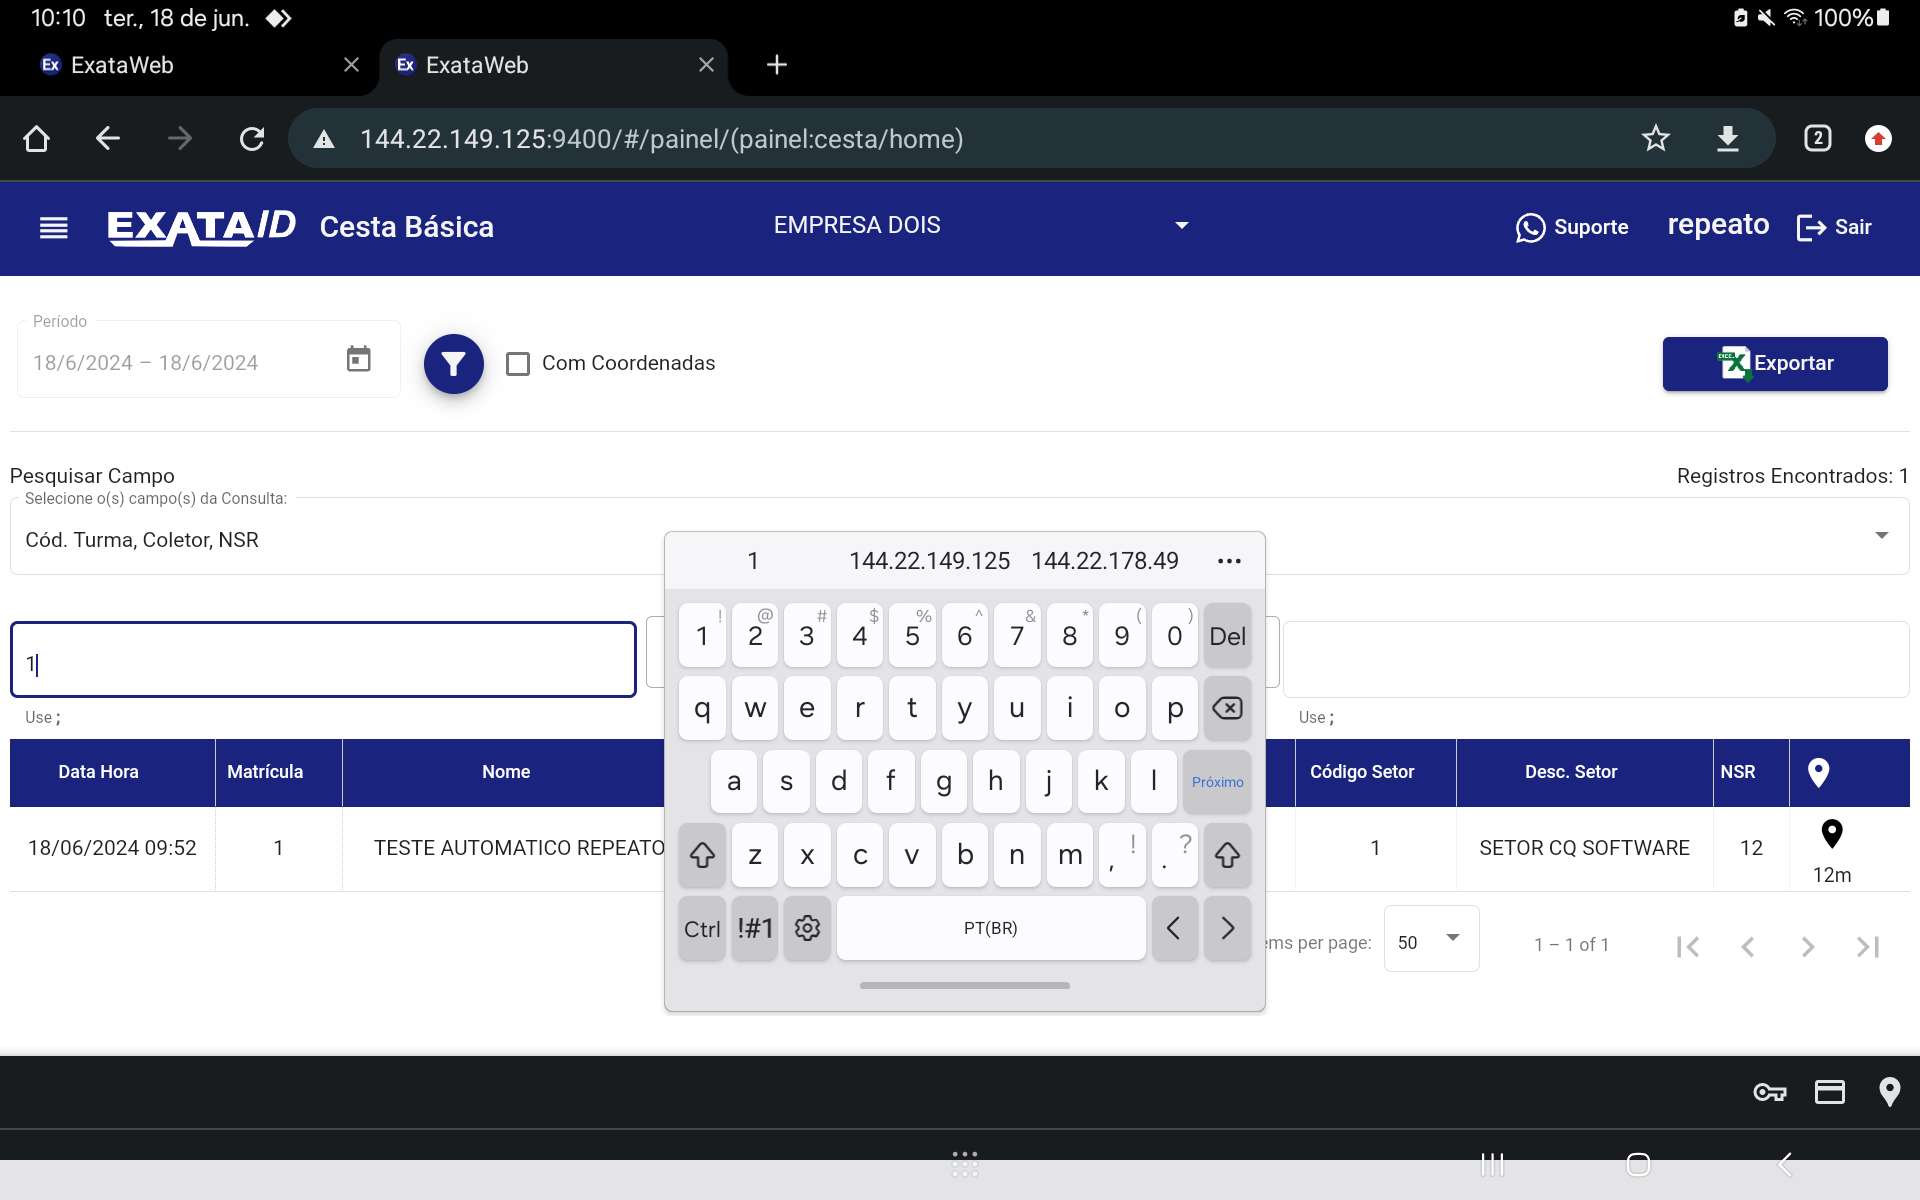 10:10 ter., 18 de jun. 100%
Ex ExataWeb Ex ExataWeb
144.22.149.125:9400/#/painel/(painel:cesta/home) 2
EXATA ID Cesta Básica EMPRESA DOIS Suporte repeato Sair
Período
18/6/2024 – 18/6/2024 Com Coordenadas Exportar
Pesquisar Campo Registros Encontrados: 1
Selecione o(s) campo(s) da Consulta:
Cód. Turma, Coletor, NSR
1 144.22.149.125 144.22.178.49 ...
! @ # $ % ^ & * ( )
1 2 3 4 5 6 7 8 9 0 Del
1
q w e r t y u i o p
Use ; Use ;
Data Hora Matrícula Nome Código Setor Desc. Setor NSR
a s d f g h j k l Próximo
18/06/2024 09:52 1 TESTE AUTOMATICO REPEATO 1 SETOR CQ SOFTWARE 12
12m
z x c v b n m , ! . ?
Ctrl !#1 PT(BR)
ems per page: 50 1 – 1 of 1